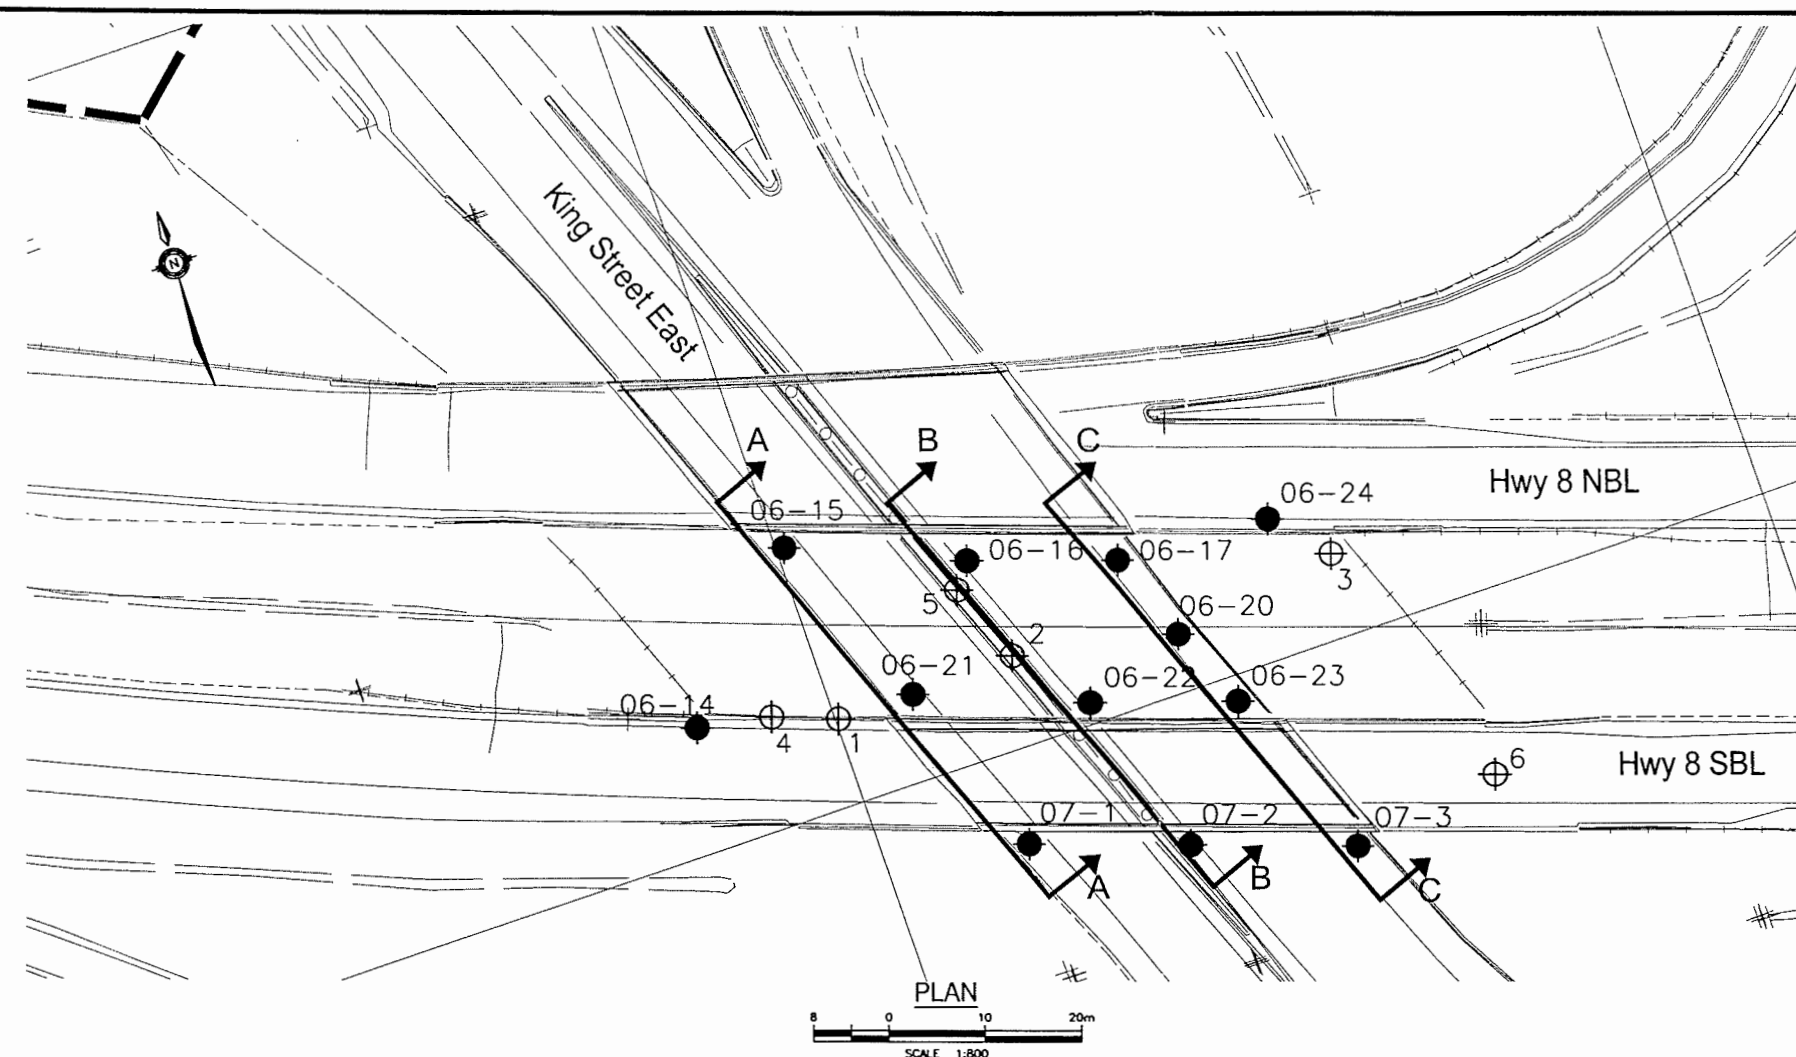 King Street East
N
A
B
C
Hwy 8 NBL
06-24
06-15
06-16
06-17
3
5
06-20
2
06-21
06-22
06-23
06-14
4
1
6
Hwy 8 SBL
07-1
07-2
07-3
A
B
C
PLAN
8 0 10 20m
SCALE 1:800